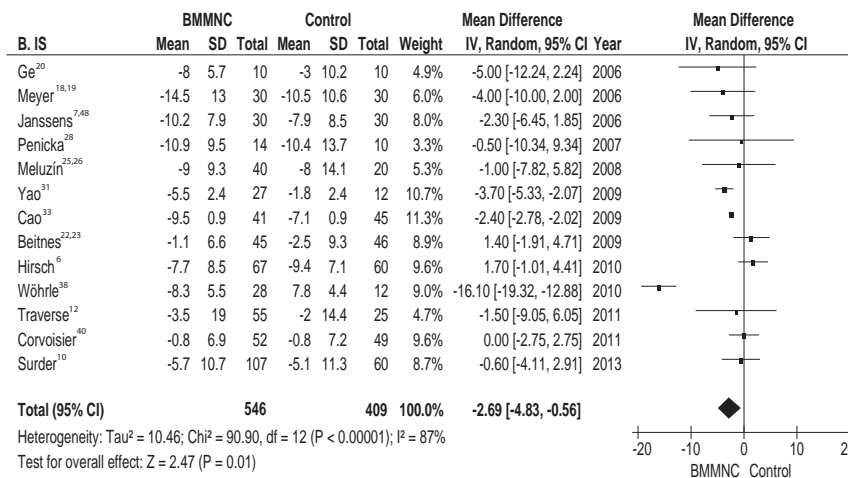 BMMNC Control Mean Difference Mean Difference
B. IS Mean SD Total Mean SD Total Weight IV, Random, 95% CI Year IV, Random, 95% CI
Ge20 -8 5.7 10 -3 10.2 10 4.9% -5.00 [-12.24, 2.24] 2006
Meyer18,19 -14.5 13 30 -10.5 10.6 30 6.0% -4.00 [-10.00, 2.00] 2006
Janssens7,48 -10.2 7.9 30 -7.9 8.5 30 8.0% -2.30 [-6.45, 1.85] 2006
Penicka28 -10.9 9.5 14 -10.4 13.7 10 3.3% -0.50 [-10.34, 9.34] 2007
Meluzín25,26 -9 9.3 40 -8 14.1 20 5.2% -1.00 [-7.82, 5.82] 2008
Yao31 -5.5 2.4 27 -1.8 2.4 12 10.7% -3.70 [-5.33, -2.07] 2009
Cao33 -9.5 0.9 41 -7.1 0.9 45 11.3% -2.40 [-2.78, -2.02] 2009
Beitnes22,23 -1.1 6.6 45 -2.5 9.3 46 8.9% 1.40 [-1.91, 4.71] 2009
Hirsch6 -7.7 8.5 67 -9.4 7.1 60 9.6% 1.70 [-1.01, 4.41] 2010
Wöhrle38 -8.3 5.5 28 7.8 4.4 12 9.0% -16.10 [-19.32, -12.88] 2010
Traverse12 -3.5 19 55 -2 14.4 25 4.7% -1.50 [-9.05, 6.05] 2011
Corvoisier40 -0.8 6.9 52 -0.8 7.2 49 9.6% 0.00 [-2.75, 2.75] 2011
Surder10 -5.7 10.7 107 -5.1 11.3 60 8.7% -0.60 [-4.11, 2.91] 2013
Total (95% CI) 546 409 100.0% -2.69 [-4.83, -0.56]
Heterogeneity: Tau² = 10.46; Chi² = 90.90, df = 12 (P < 0.00001); I² = 87%
Test for overall effect: Z = 2.47 (P = 0.01)
-20 -10 0 10
BMMNC Control